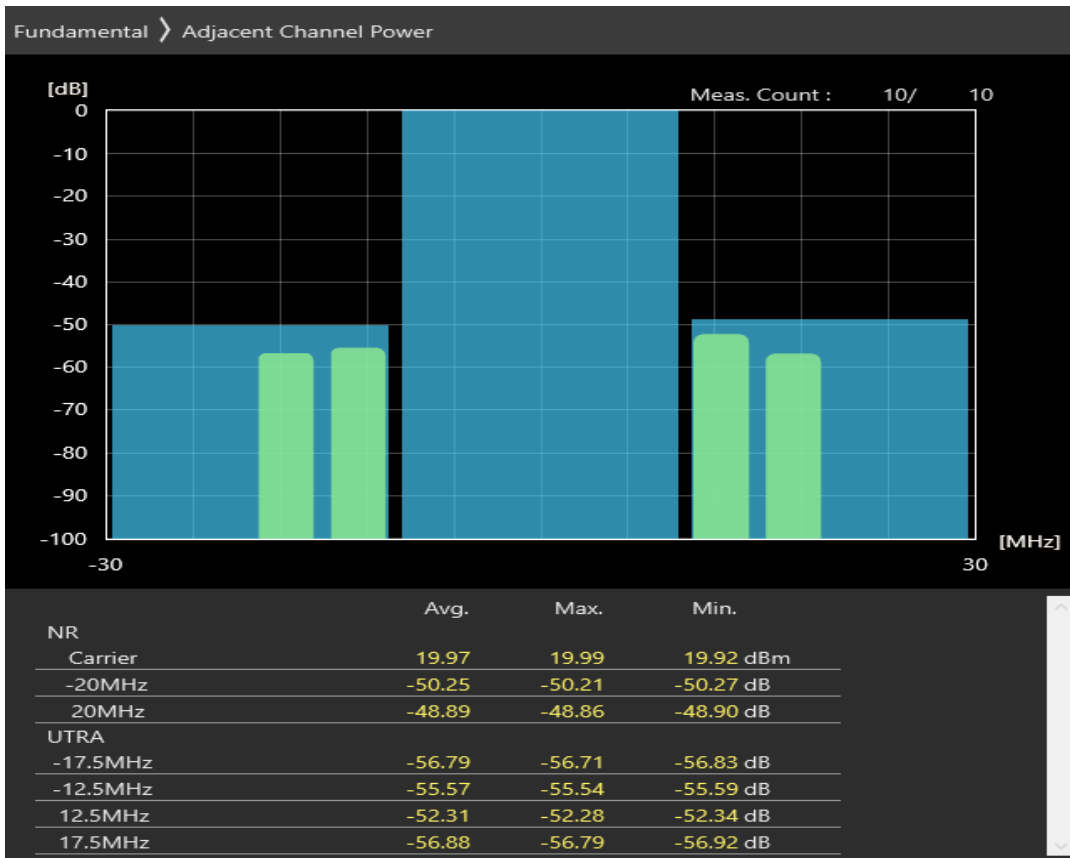 Fundamental 〉 Adjacent Channel Power
[dB]
Meas. Count : 10/ 10
0
-10
-20
-30
-40
-50
-60
-70
-80
-90
-100
[MHz]
-30 30
Avg. Max. Min.
NR
Carrier 19.97 19.99 19.92 dBm
-20MHz -50.25 -50.21 -50.27 dB
20MHz -48.89 -48.86 -48.90 dB
UTRA
-17.5MHz -56.79 -56.71 -56.83 dB
-12.5MHz -55.57 -55.54 -55.59 dB
12.5MHz -52.31 -52.28 -52.34 dB
17.5MHz -56.88 -56.79 -56.92 dB